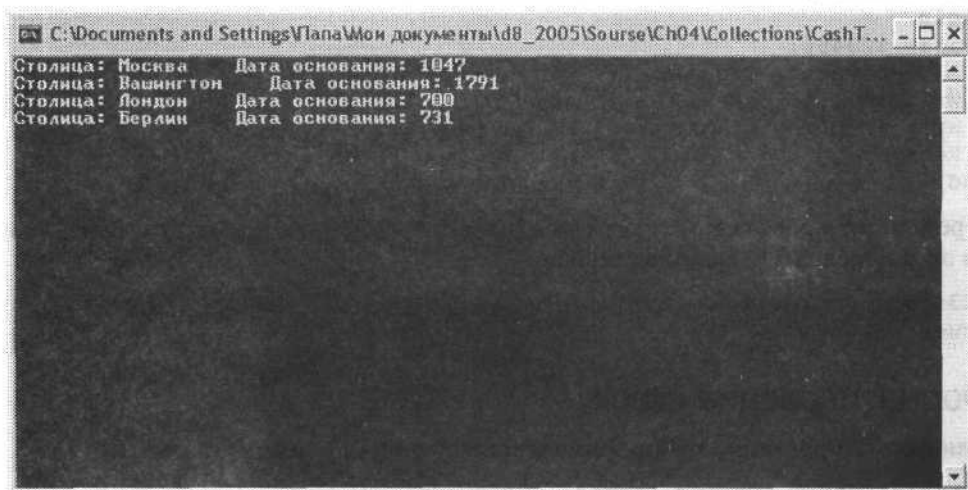 C:\Documents and Settings\Папа\Мои документы\d8_2005\Sourse\Ch04\Collections\CashT...
Столица: Москва Дата основания: 1047
Столица: Вашингтон Дата основания: 1791
Столица: Лондон Дата основания: 700
Столица: Берлин Дата основания: 731